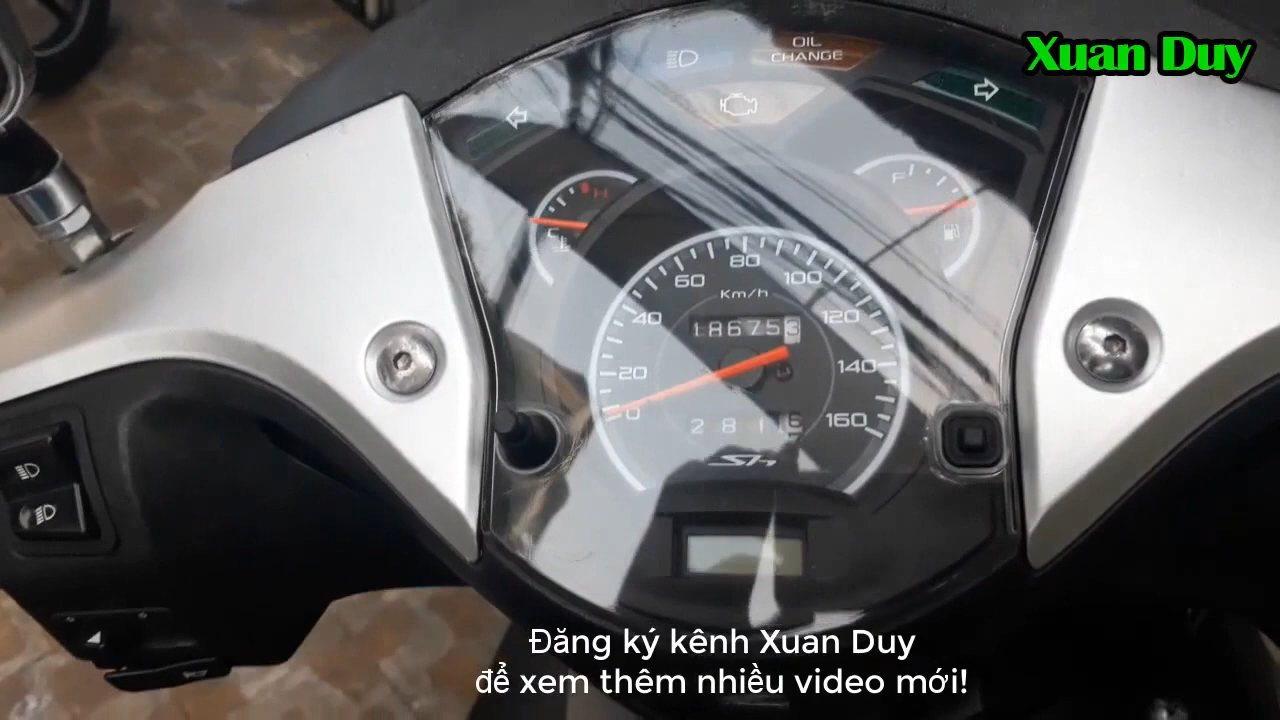 Xuan Duy
OIL
CHANGE
H
C
F
80
60
100
Km/h
40
120
186753
20
140
0
160
28116
Sh
Đăng ký kênh Xuan Duy
để xem thêm nhiều video mới!